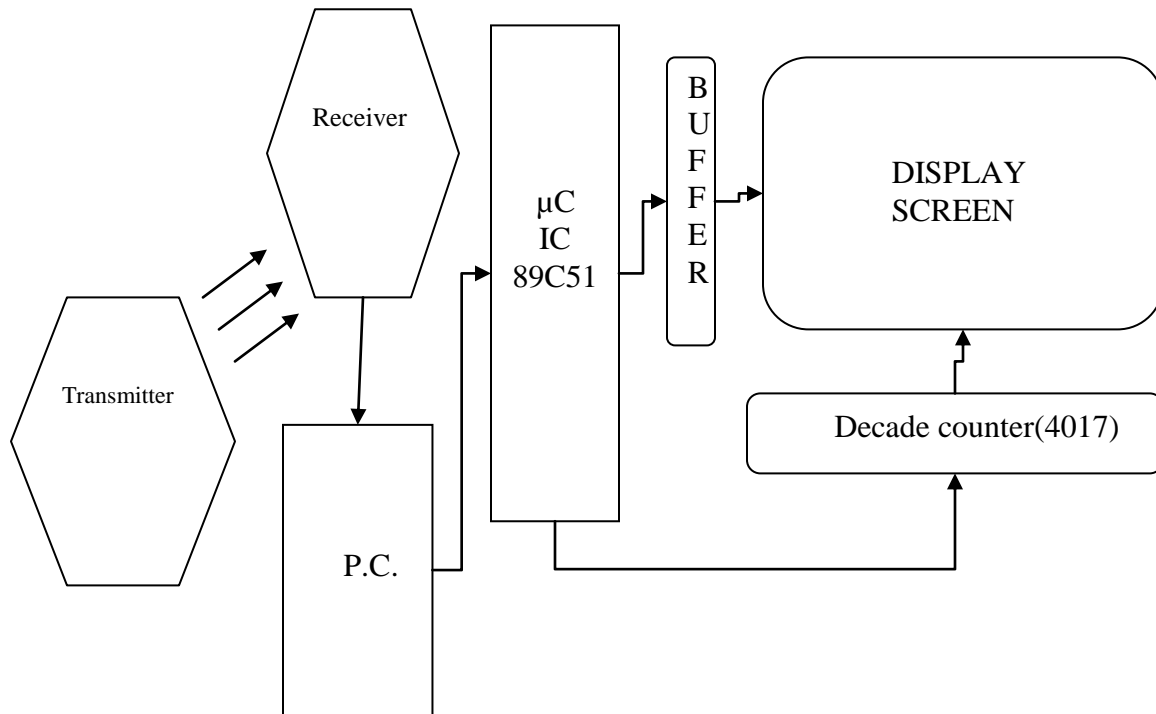 Receiver
Transmitter
P.C.
µC
IC
89C51
B
U
F
F
E
R
DISPLAY
SCREEN
Decade counter(4017)